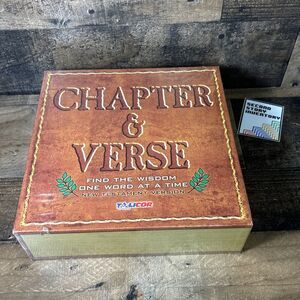 CHAPTER
&
VERSE
FIND THE WISDOM
ONE WORD AT A TIME
NEW TESTAMENT VERSION
TALICOR
SECOND
STORY
INVENTORY